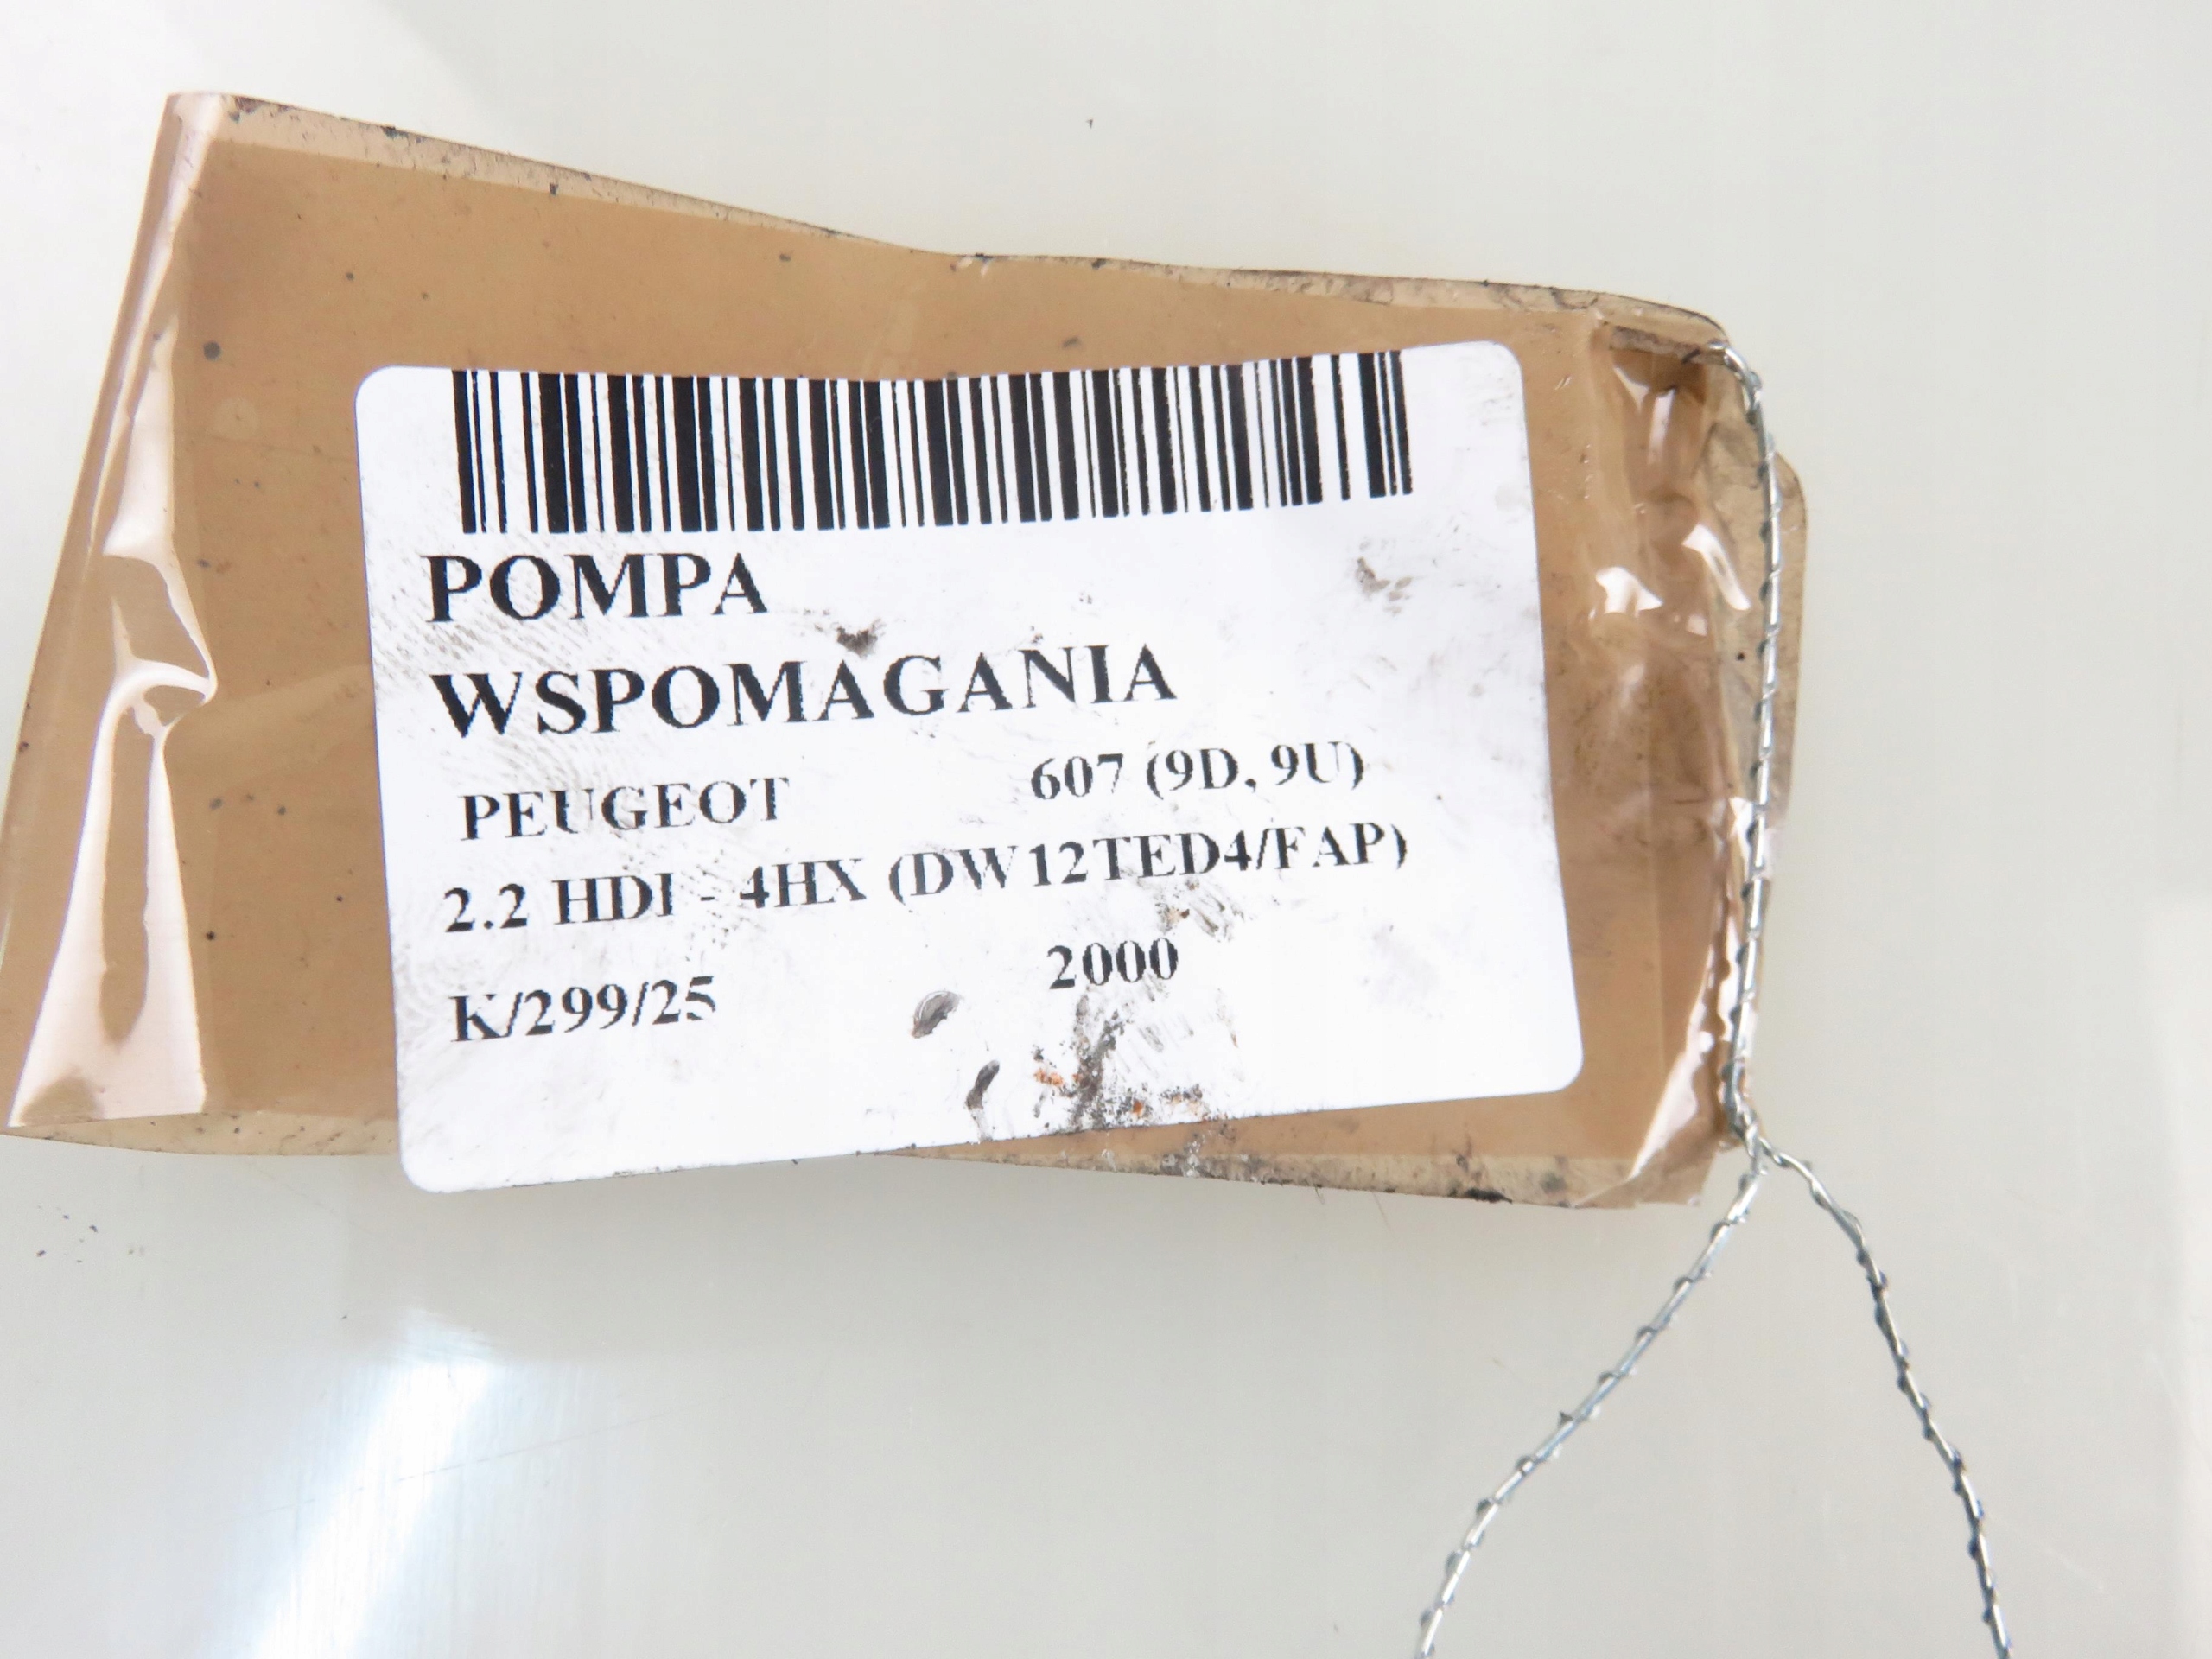 POMPA
WSPOMAGANIA
PEUGEOT 607 (9D, 9U)
2.2 HDI - 4HX (DW12TED4/FAP)
K/299/25 2000